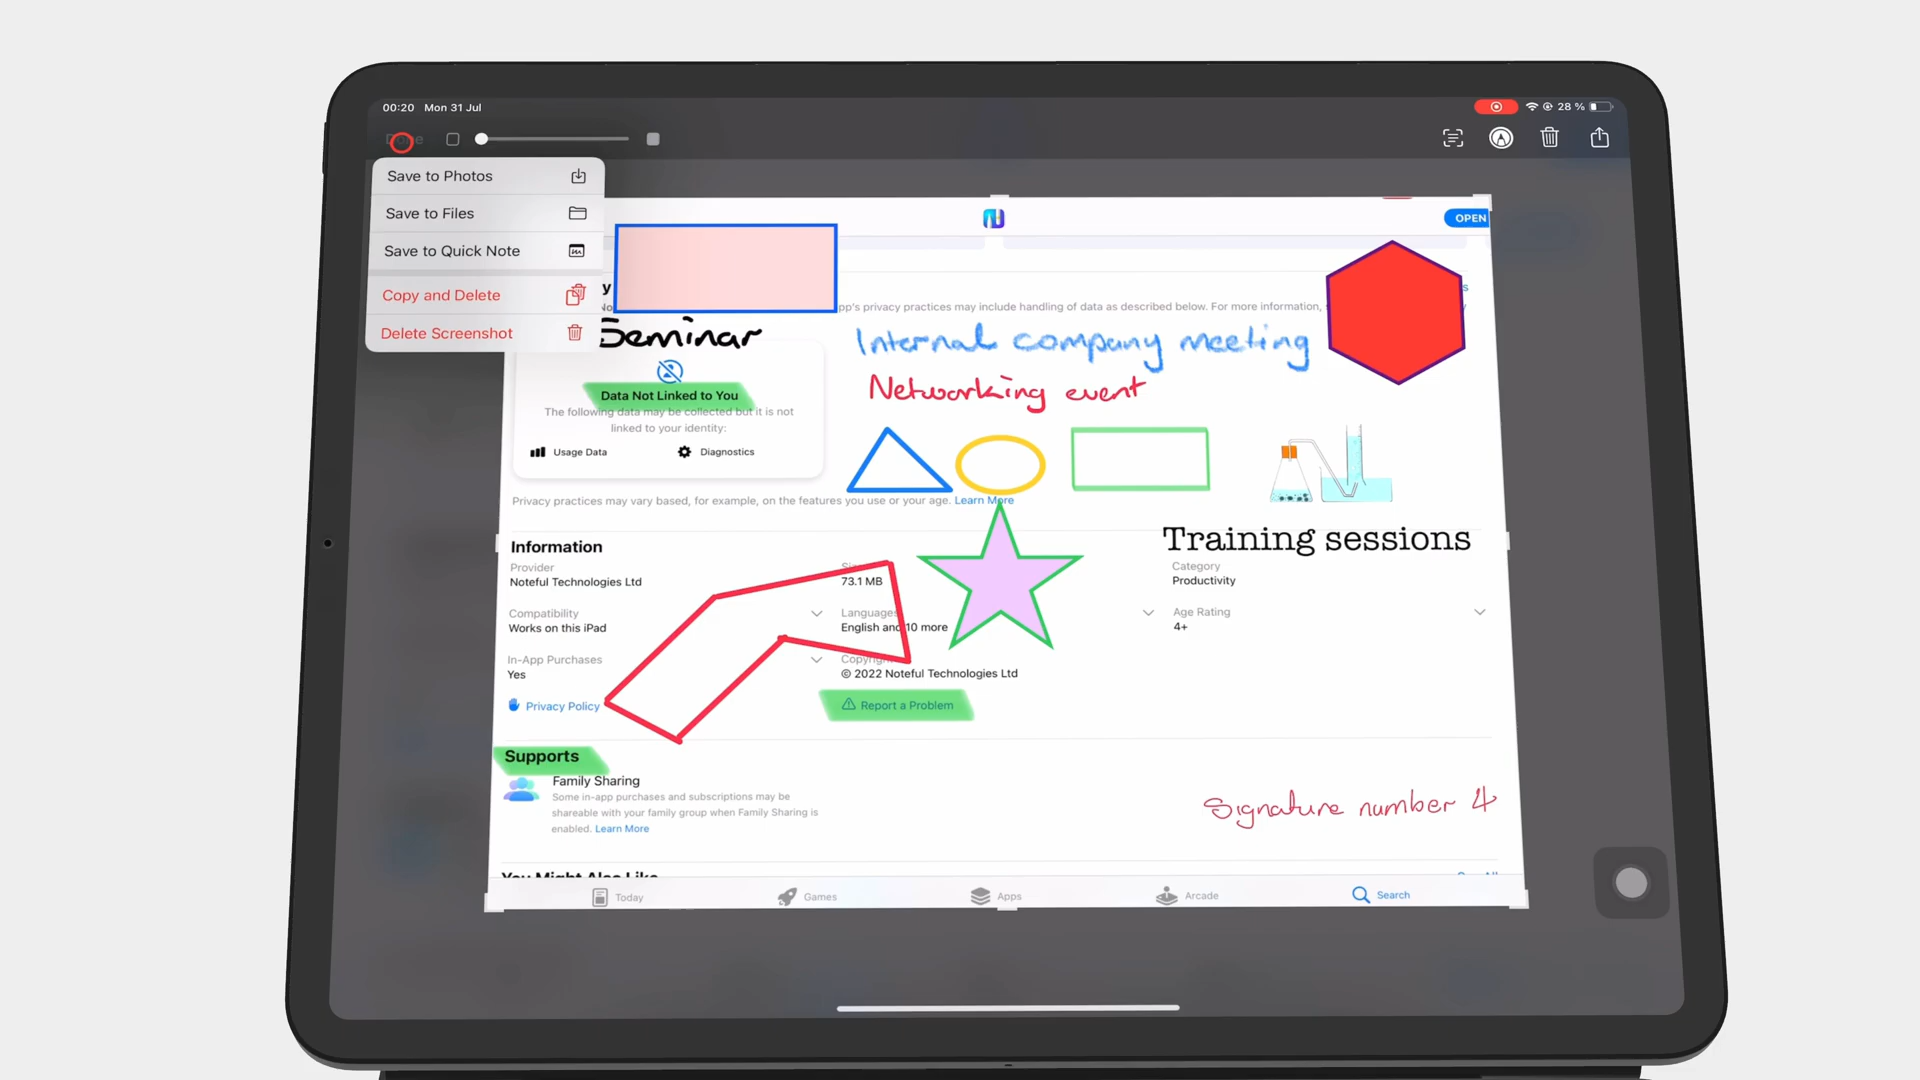 00:20 Mon 31 Jul
28 %
Save to Photos
Save to Files
Save to Quick Note
Copy and Delete
Delete Screenshot
OPEN
y
pp's privacy practices may include handling of data as described below. For more information,
Seminar
Internal company meeting
Networking event
Data Not Linked to You
The following data may be collected but it is not
linked to your identity:
Usage Data
Diagnostics
Privacy practices may vary based, for example, on the features you use or your age. Learn More
Training sessions
Information
Provider
Noteful Technologies Ltd
73.1 MB
Category
Productivity
Compatibility
Works on this iPad
Languages
English and 10 more
Age Rating
4+
In-App Purchases
Yes
Copyright
© 2022 Noteful Technologies Ltd
Privacy Policy
Report a Problem
Supports
Family Sharing
Some in-app purchases and subscriptions may be
shareable with your family group when Family Sharing is
enabled. Learn More
Signature number 4
You Might Also Like
Today
Games
Apps
Arcade
Search